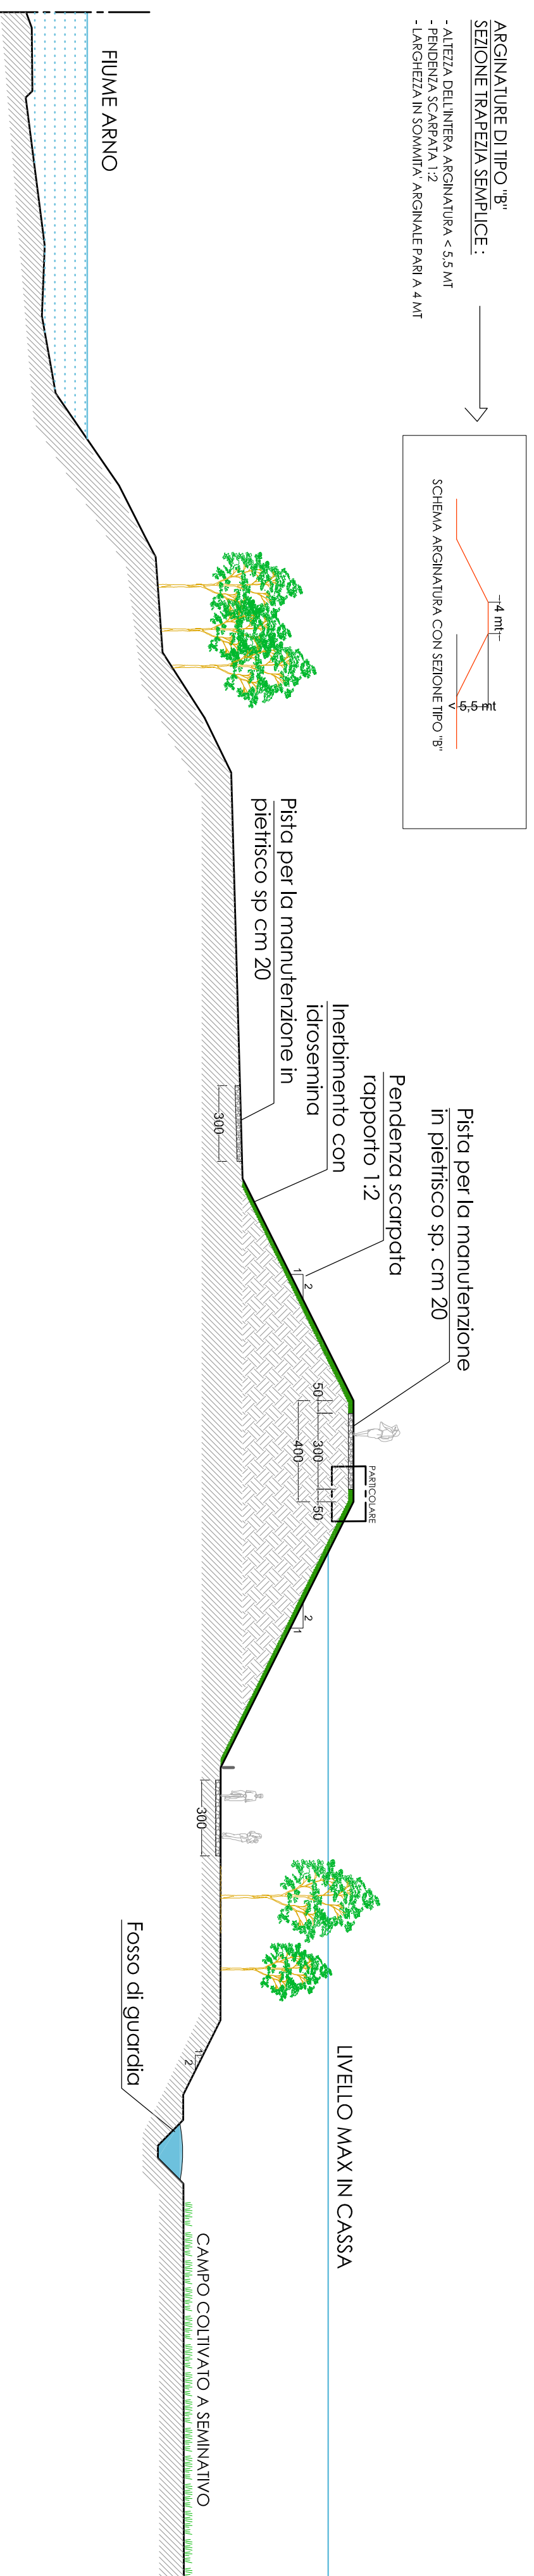 ARGINATURE DI TIPO "B"
SEZIONE TRAPEZIA SEMPLICE :
- ALTEZZA DELL'INTERA ARGINATURA < 5,5 MT
- PENDENZA SCARPATA 1:2
- LARGHEZZA IN SOMMITA' ARGINALE PARI A 4 MT
4 mt
< 5,5 mt
SCHEMA ARGINATURA CON SEZIONE TIPO "B"
FIUME ARNO
Pista per la manutenzione in
pietrisco sp cm 20
300
Inerbimento con
idrosemina
Pendenza scarpata
rapporto 1:2
Pista per la manutenzione
in pietrisco sp. cm 20
1
2
50
300
50
400
PARTICOLARE
2
1
300
LIVELLO MAX IN CASSA
1
2
Fosso di guardia
CAMPO COLTIVATO A SEMINATIVO